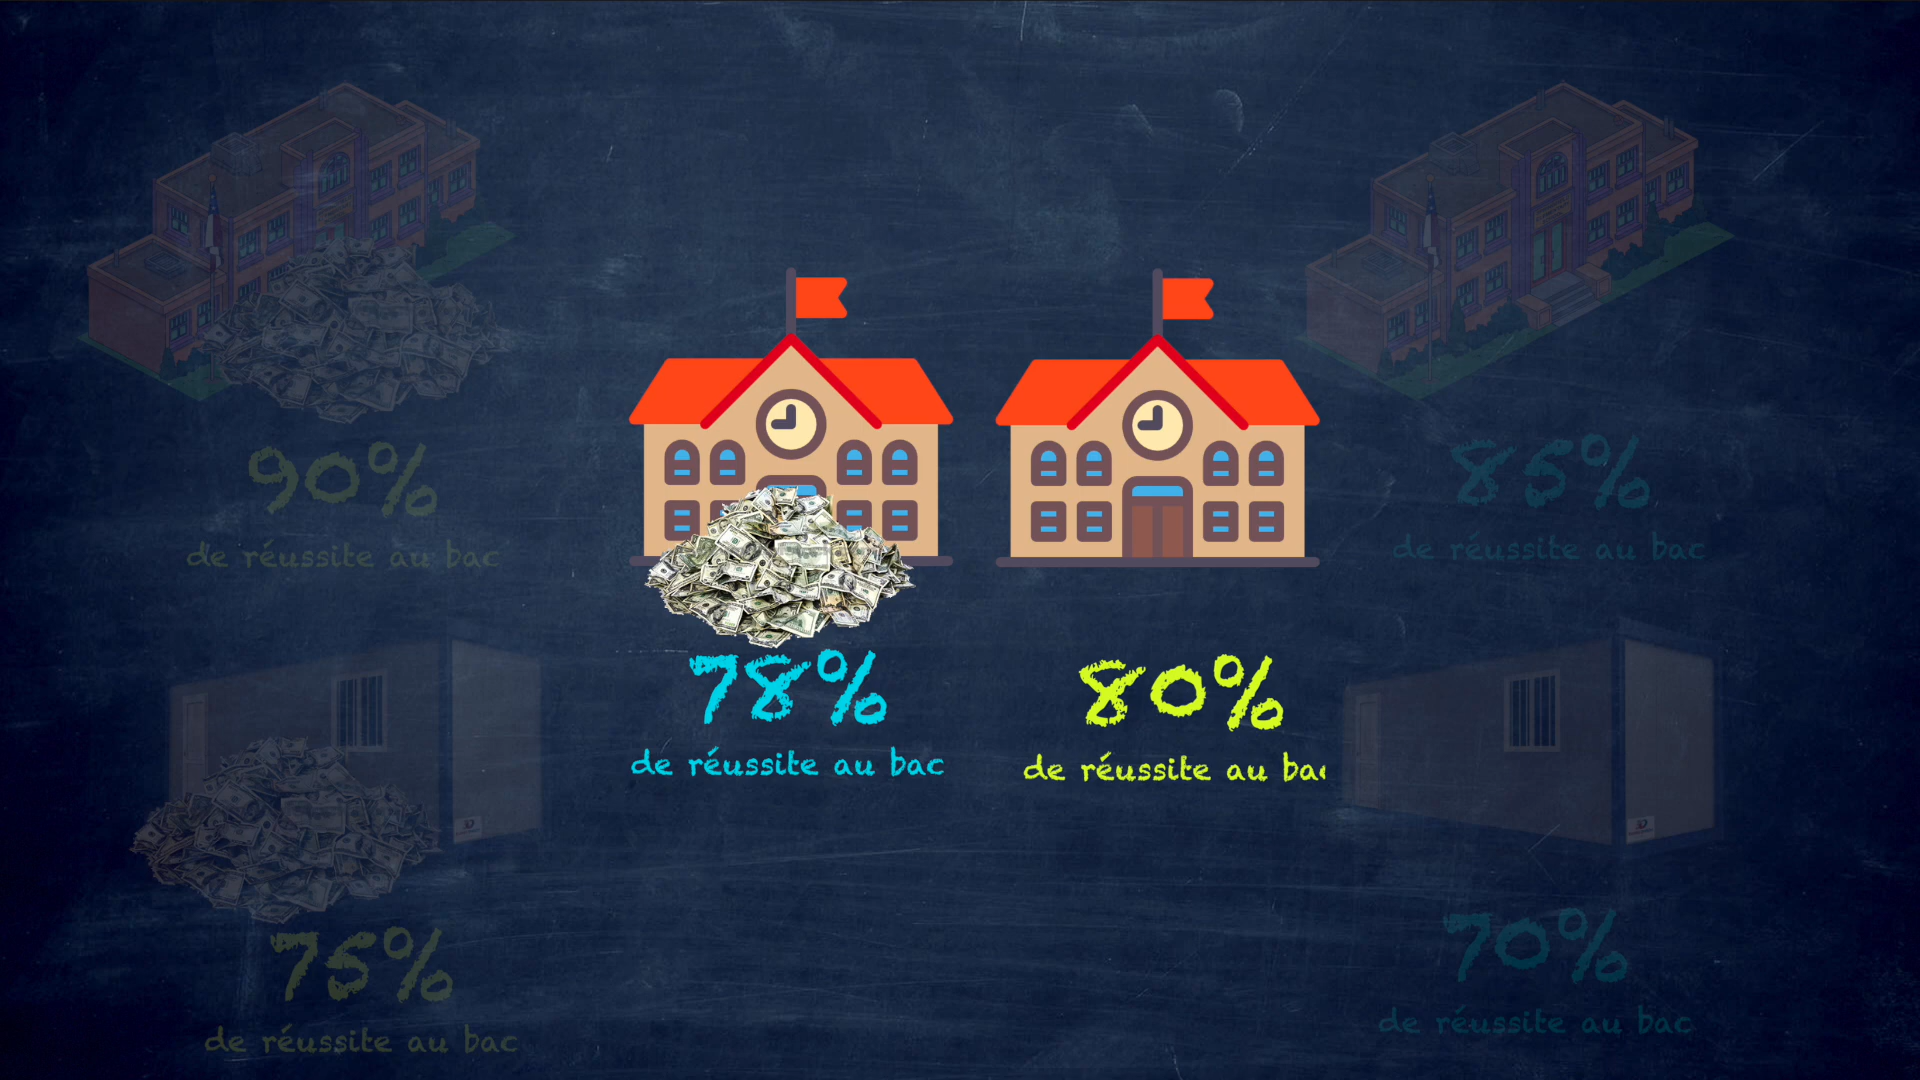 90%
de réussite au bac
85%
de réussite au bac
78%
de réussite au bac
80%
de réussite au bac
75%
de réussite au bac
70%
de réussite au bac